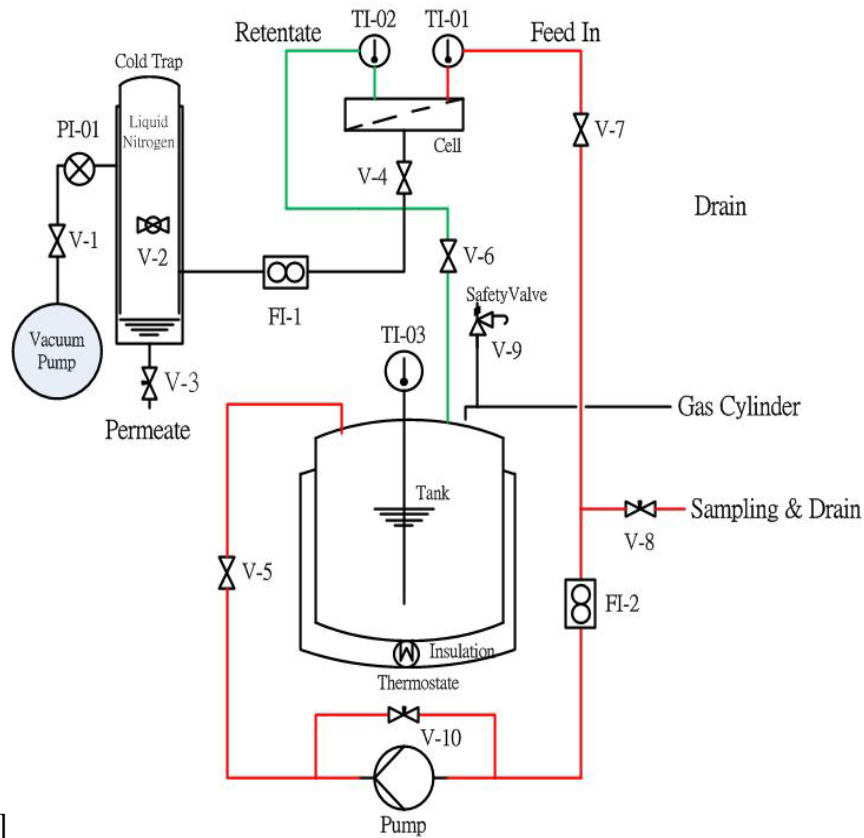 TI-02
TI-01
Retentate
Feed In
Cold Trap
Liquid
Nitrogen
PI-01
Cell
V-7
V-4
Drain
V-1
V-2
V-6
FI-1
SafetyValve
V-9
TI-03
Vacuum
Pump
V-3
Permeate
Gas Cylinder
Tank
Sampling & Drain
V-8
V-5
FI-2
Insulation
Thermostate
V-10
Pump
]